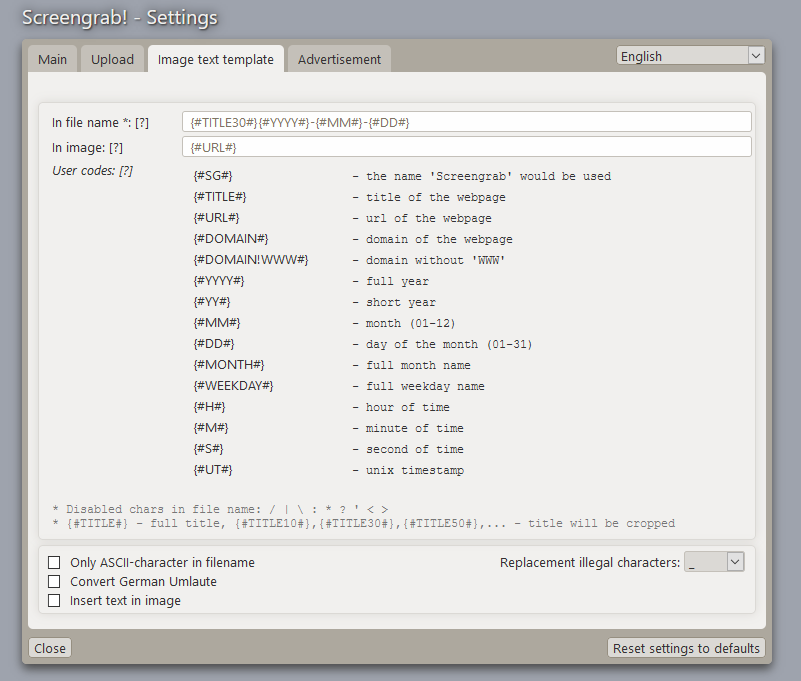 Screengrab! - Settings
Main Upload Image text template Advertisement English
In file name *: [?] {#TITLE30#}{#YYYY#}-{#MM#}-{#DD#}
In image: [?] {#URL#}
User codes: [?]
{#SG#} - the name 'Screengrab' would be used
{#TITLE#} - title of the webpage
{#URL#} - url of the webpage
{#DOMAIN#} - domain of the webpage
{#DOMAIN!WWW#} - domain without 'WWW'
{#YYYY#} - full year
{#YY#} - short year
{#MM#} - month (01-12)
{#DD#} - day of the month (01-31)
{#MONTH#} - full month name
{#WEEKDAY#} - full weekday name
{#H#} - hour of time
{#M#} - minute of time
{#S#} - second of time
{#UT#} - unix timestamp
* Disabled chars in file name: / | \ : * ? ' < >
* {#TITLE#} - full title, {#TITLE10#},{#TITLE30#},{#TITLE50#},... - title will be cropped
Only ASCII-character in filename Replacement illegal characters: _
Convert German Umlaute
Insert text in image
Close Reset settings to defaults